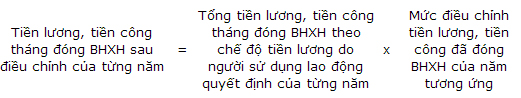 Tiền lương, tiền công
tháng đóng BHXH sau
điều chỉnh của từng năm
=
Tổng tiền lương, tiền công
tháng đóng BHXH theo
chế độ tiền lương do
người sử dụng lao động
quyết định của từng năm
x
Mức điều chỉnh
tiền lương, tiền
công đã đóng
BHXH của năm
tương ứng